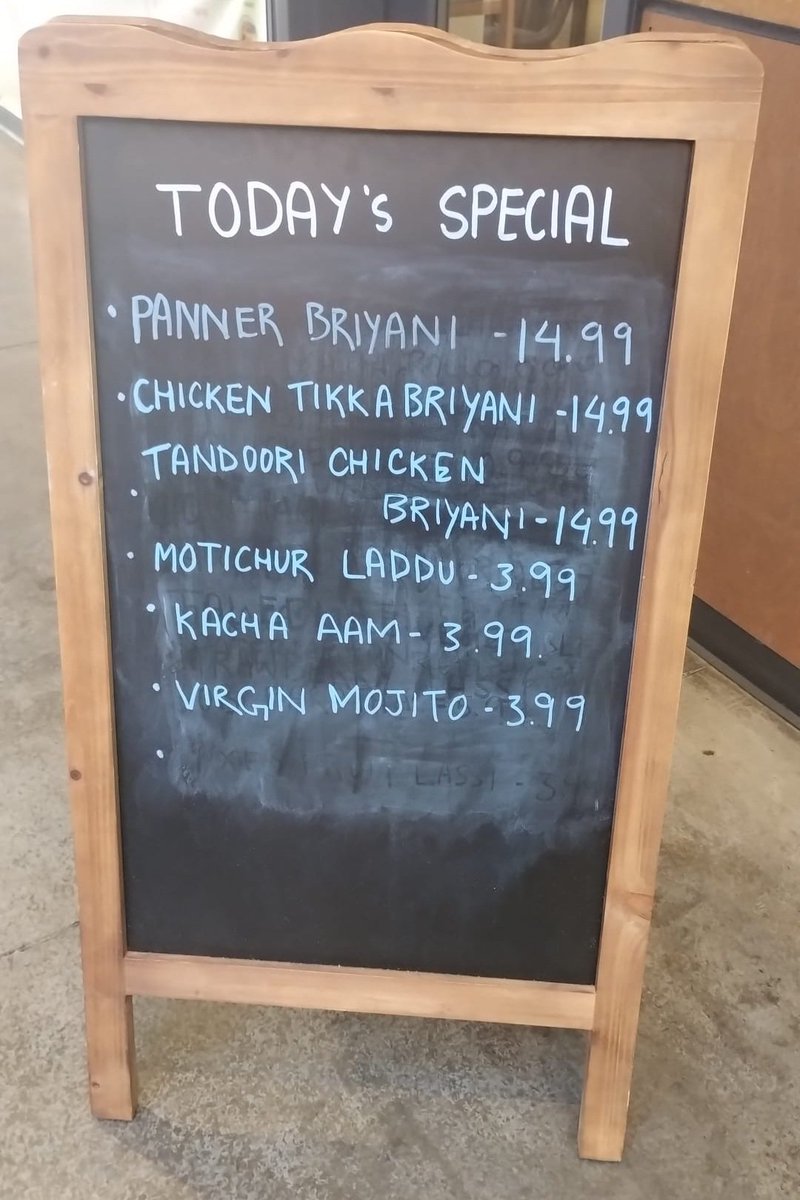 TODAY's SPECIAL
• PANNER BRIYANI - 14.99
• CHICKEN TIKKA BRIYANI - 14.99
TANDOORI CHICKEN
• BRIYANI - 14.99
• MOTICHUR LADDU - 3.99
• KACHA AAM - 3.99.
• VIRGIN MOJITO - 3.99
• LASSI